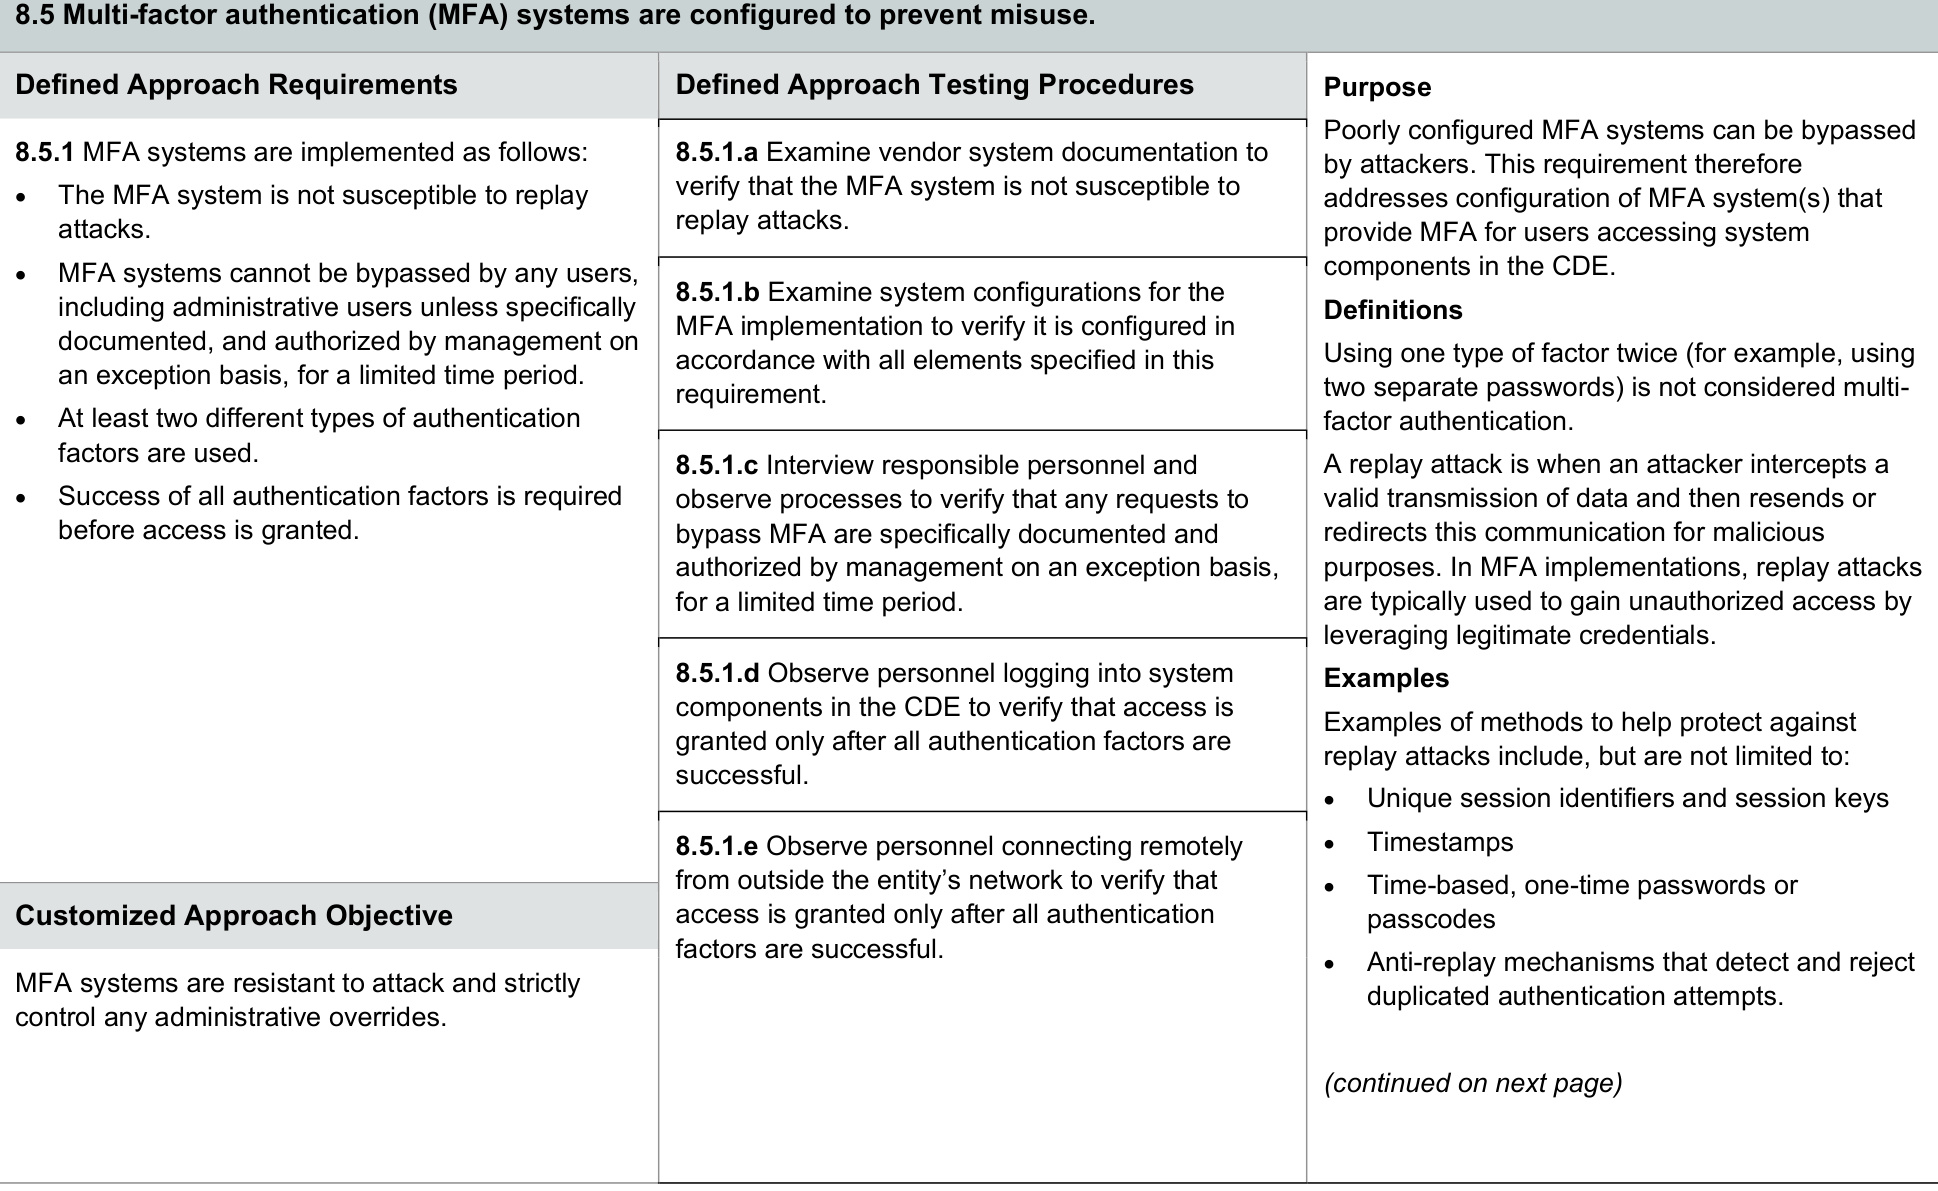 8.5 Multi-factor authentication (MFA) systems are configured to prevent misuse.
Defined Approach Requirements
8.5.1 MFA systems are implemented as follows:
• The MFA system is not susceptible to replay
attacks.
• MFA systems cannot be bypassed by any users,
including administrative users unless specifically
documented, and authorized by management on
an exception basis, for a limited time period.
• At least two different types of authentication
factors are used.
• Success of all authentication factors is required
before access is granted.
Customized Approach Objective
MFA systems are resistant to attack and strictly
control any administrative overrides.
Defined Approach Testing Procedures
8.5.1.a Examine vendor system documentation to
verify that the MFA system is not susceptible to
replay attacks.
8.5.1.b Examine system configurations for the
MFA implementation to verify it is configured in
accordance with all elements specified in this
requirement.
8.5.1.c Interview responsible personnel and
observe processes to verify that any requests to
bypass MFA are specifically documented and
authorized by management on an exception basis,
for a limited time period.
8.5.1.d Observe personnel logging into system
components in the CDE to verify that access is
granted only after all authentication factors are
successful.
8.5.1.e Observe personnel connecting remotely
from outside the entity’s network to verify that
access is granted only after all authentication
factors are successful.
Purpose
Poorly configured MFA systems can be bypassed
by attackers. This requirement therefore
addresses configuration of MFA system(s) that
provide MFA for users accessing system
components in the CDE.
Definitions
Using one type of factor twice (for example, using
two separate passwords) is not considered multi-
factor authentication.
A replay attack is when an attacker intercepts a
valid transmission of data and then resends or
redirects this communication for malicious
purposes. In MFA implementations, replay attacks
are typically used to gain unauthorized access by
leveraging legitimate credentials.
Examples
Examples of methods to help protect against
replay attacks include, but are not limited to:
• Unique session identifiers and session keys
• Timestamps
• Time-based, one-time passwords or
passcodes
• Anti-replay mechanisms that detect and reject
duplicated authentication attempts.
(continued on next page)